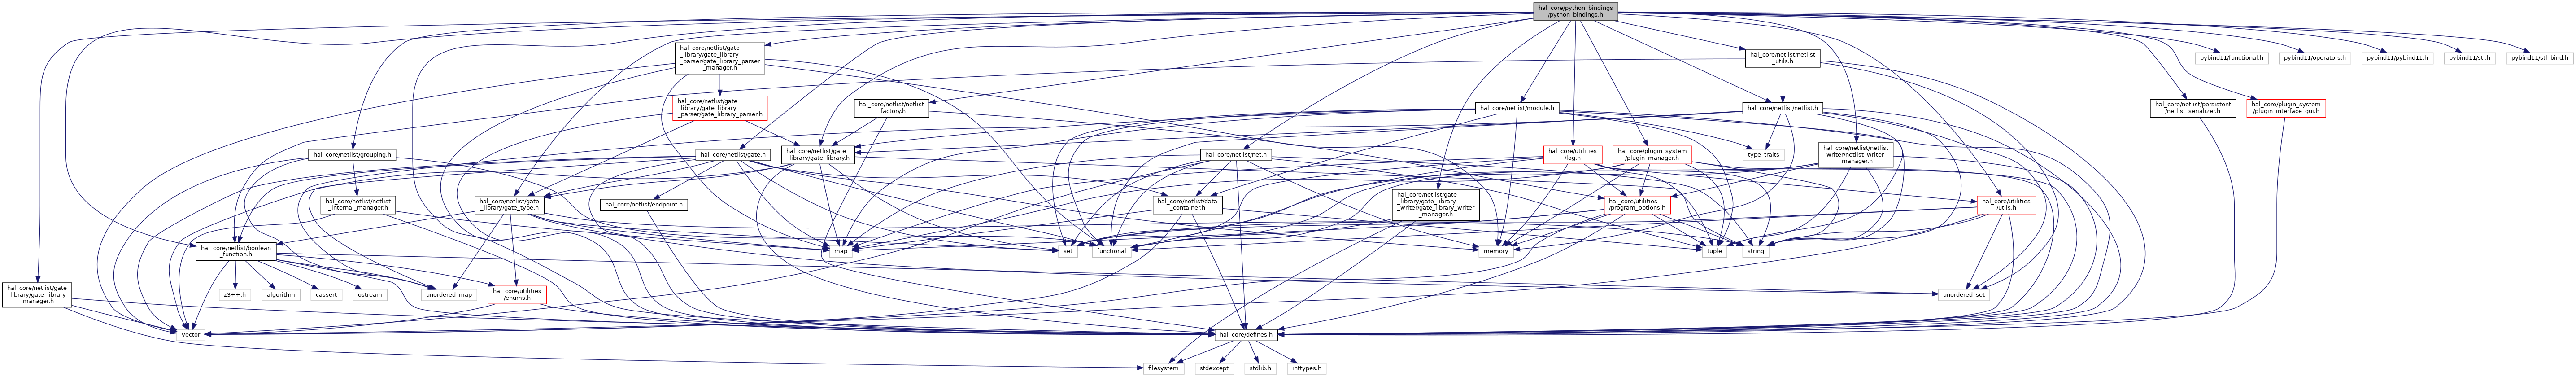 hal_core/python_bindings
/python_bindings.h
hal_core/netlist/gate
_library/gate_library
_parser/gate_library_parser
_manager.h
hal_core/netlist/netlist
_utils.h
pybind11/functional.h
pybind11/operators.h
pybind11/pybind11.h
pybind11/stl.h
pybind11/stl_bind.h
hal_core/netlist/gate
_library/gate_library
_parser/gate_library_parser.h
hal_core/netlist/netlist
_factory.h
hal_core/netlist/module.h
hal_core/netlist/netlist.h
hal_core/netlist/persistent
/netlist_serializer.h
hal_core/plugin_system
/plugin_interface_gui.h
hal_core/netlist/grouping.h
hal_core/netlist/gate.h
hal_core/netlist/gate
_library/gate_library.h
hal_core/netlist/net.h
hal_core/utilities
/log.h
hal_core/plugin_system
/plugin_manager.h
type_traits
hal_core/netlist/netlist
_writer/netlist_writer
_manager.h
hal_core/netlist/netlist
_internal_manager.h
hal_core/netlist/gate
_library/gate_type.h
hal_core/netlist/endpoint.h
hal_core/netlist/data
_container.h
hal_core/netlist/gate
_library/gate_library
_writer/gate_library_writer
_manager.h
hal_core/utilities
/program_options.h
hal_core/utilities
/utils.h
hal_core/netlist/boolean
_function.h
map
set
functional
memory
tuple
string
hal_core/netlist/gate
_library/gate_library
_manager.h
z3++.h
algorithm
cassert
ostream
unordered_map
hal_core/utilities
/enums.h
unordered_set
vector
hal_core/defines.h
filesystem
stdexcept
stdlib.h
inttypes.h